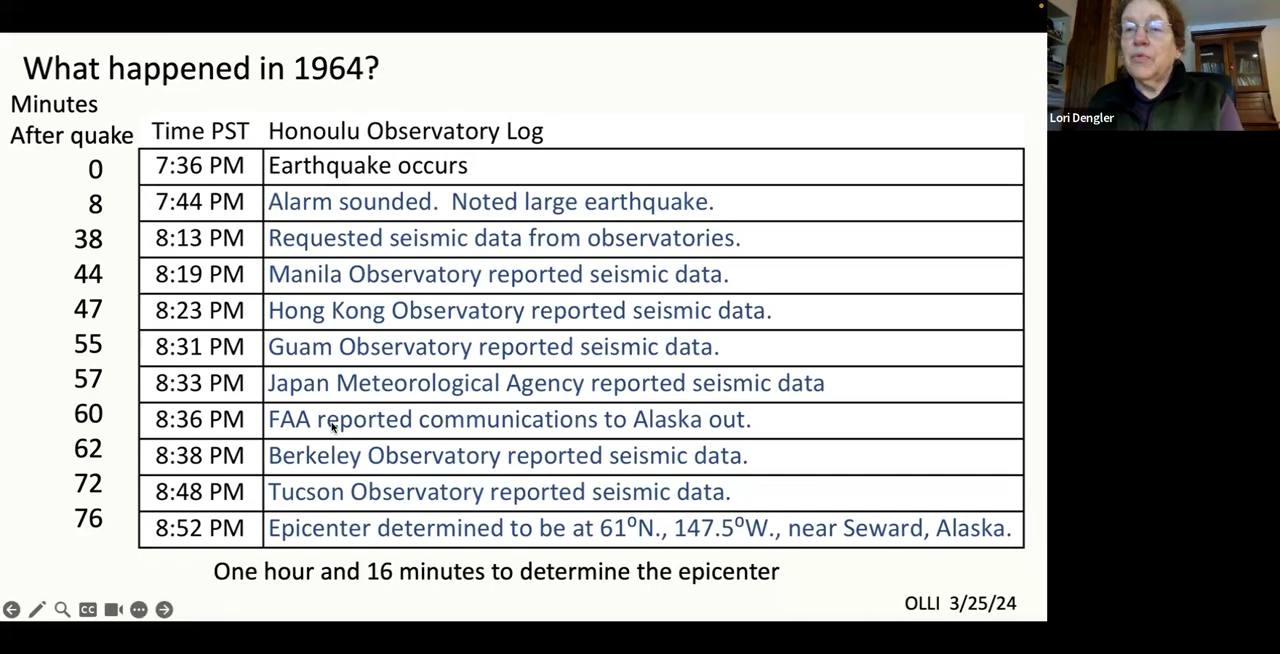 What happened in 1964?
Minutes
After quake Time PST Honoulu Observatory Log
0 7:36 PM Earthquake occurs
8 7:44 PM Alarm sounded. Noted large earthquake.
38 8:13 PM Requested seismic data from observatories.
44 8:19 PM Manila Observatory reported seismic data.
47 8:23 PM Hong Kong Observatory reported seismic data.
55 8:31 PM Guam Observatory reported seismic data.
57 8:33 PM Japan Meteorological Agency reported seismic data
60 8:36 PM FAA reported communications to Alaska out.
62 8:38 PM Berkeley Observatory reported seismic data.
72 8:48 PM Tucson Observatory reported seismic data.
76 8:52 PM Epicenter determined to be at 61⁰N., 147.5⁰W., near Seward, Alaska.
One hour and 16 minutes to determine the epicenter
OLLI 3/25/24
CC
Lori Dengler